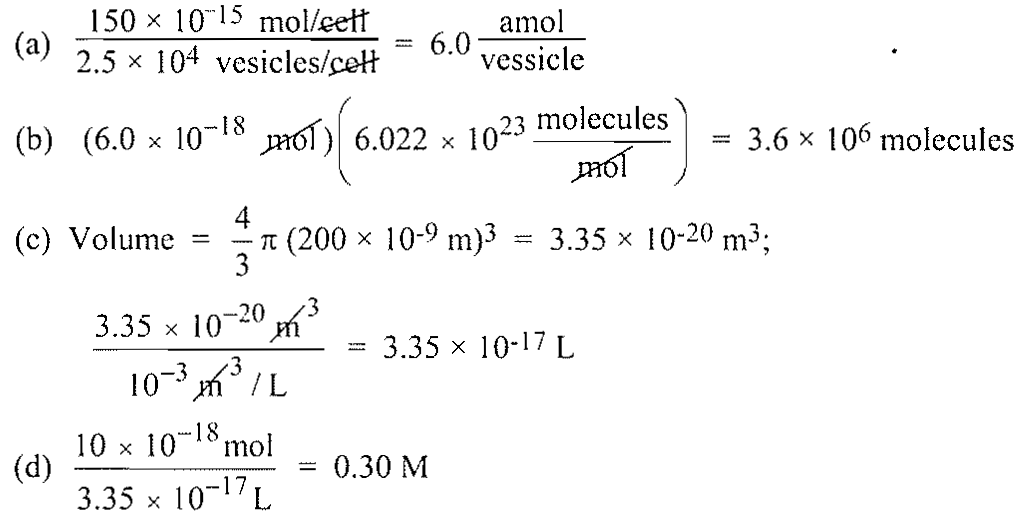 (a) 150 × 10⁻¹⁵ mol/cell / 2.5 × 10⁴ vesicles/cell = 6.0 amol / vessicle
(b) (6.0 × 10⁻¹⁸ mol) (6.022 × 10²³ molecules / mol) = 3.6 × 10⁶ molecules
(c) Volume = 4/3 π (200 × 10⁻⁹ m)³ = 3.35 × 10⁻²⁰ m³;
3.35 × 10⁻²⁰ m³ / 10⁻³ m³ / L = 3.35 × 10⁻¹⁷ L
(d) 10 × 10⁻¹⁸ mol / 3.35 × 10⁻¹⁷ L = 0.30 M